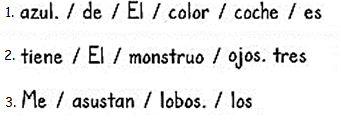 1. azul. / de / El / color / coche / es
2. tiene / El / monstruo / ojos. tres
3. Me / asustan / lobos. / los